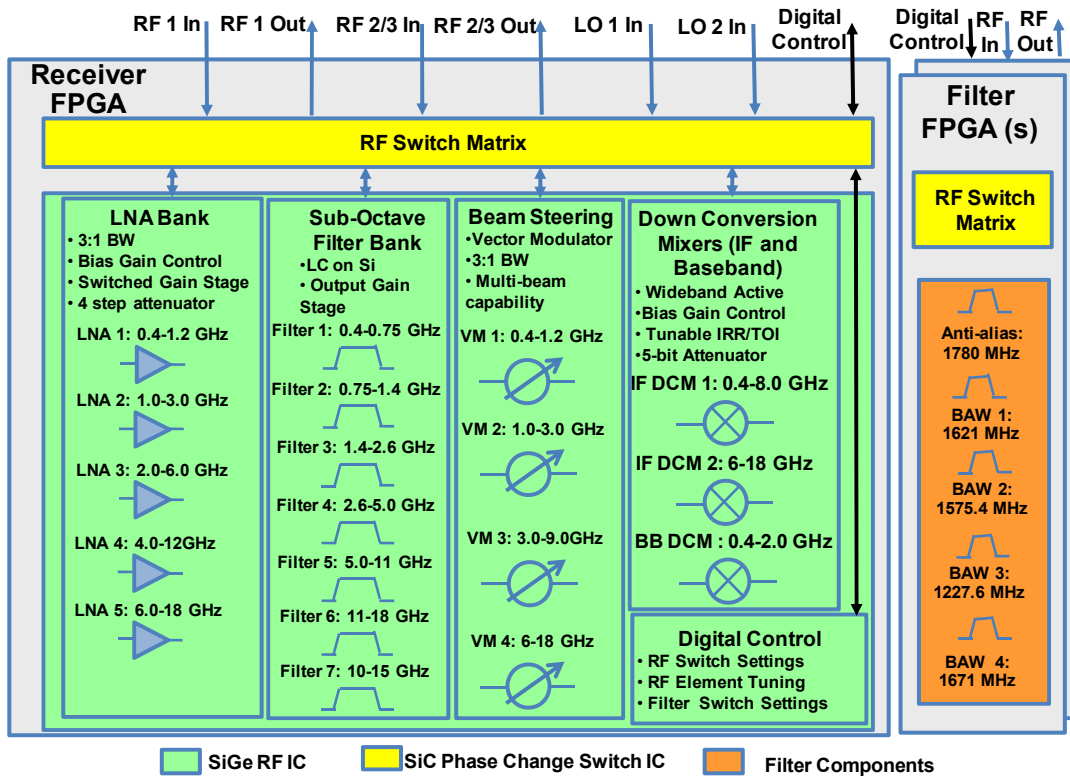 RF 1 In
RF 1 Out
RF 2/3 In
RF 2/3 Out
LO 1 In
LO 2 In
Digital
Control
Digital
Control
RF
In
RF
Out
Receiver
FPGA
RF Switch Matrix
LNA Bank
• 3:1 BW
• Bias Gain Control
• Switched Gain Stage
• 4 step attenuator
LNA 1: 0.4-1.2 GHz
LNA 2: 1.0-3.0 GHz
LNA 3: 2.0-6.0 GHz
LNA 4: 4.0-12GHz
LNA 5: 6.0-18 GHz
Sub-Octave
Filter Bank
•LC on Si
• Output Gain
Stage
Filter 1: 0.4-0.75 GHz
Filter 2: 0.75-1.4 GHz
Filter 3: 1.4-2.6 GHz
Filter 4: 2.6-5.0 GHz
Filter 5: 5.0-11 GHz
Filter 6: 11-18 GHz
Filter 7: 10-15 GHz
Beam Steering
•Vector Modulator
•3:1 BW
• Multi-beam
capability
VM 1: 0.4-1.2 GHz
VM 2: 1.0-3.0 GHz
VM 3: 3.0-9.0GHz
VM 4: 6-18 GHz
Down Conversion
Mixers (IF and
Baseband)
• Wideband Active
•Bias Gain Control
• Tunable IRR/TOI
•5-bit Attenuator
IF DCM 1: 0.4-8.0 GHz
IF DCM 2: 6-18 GHz
BB DCM : 0.4-2.0 GHz
Digital Control
• RF Switch Settings
• RF Element Tuning
• Filter Switch Settings
Filter
FPGA (s)
RF Switch
Matrix
Anti-alias:
1780 MHz
BAW 1:
1621 MHz
BAW 2:
1575.4 MHz
BAW 3:
1227.6 MHz
BAW 4:
1671 MHz
SiGe RF IC
SiC Phase Change Switch IC
Filter Components